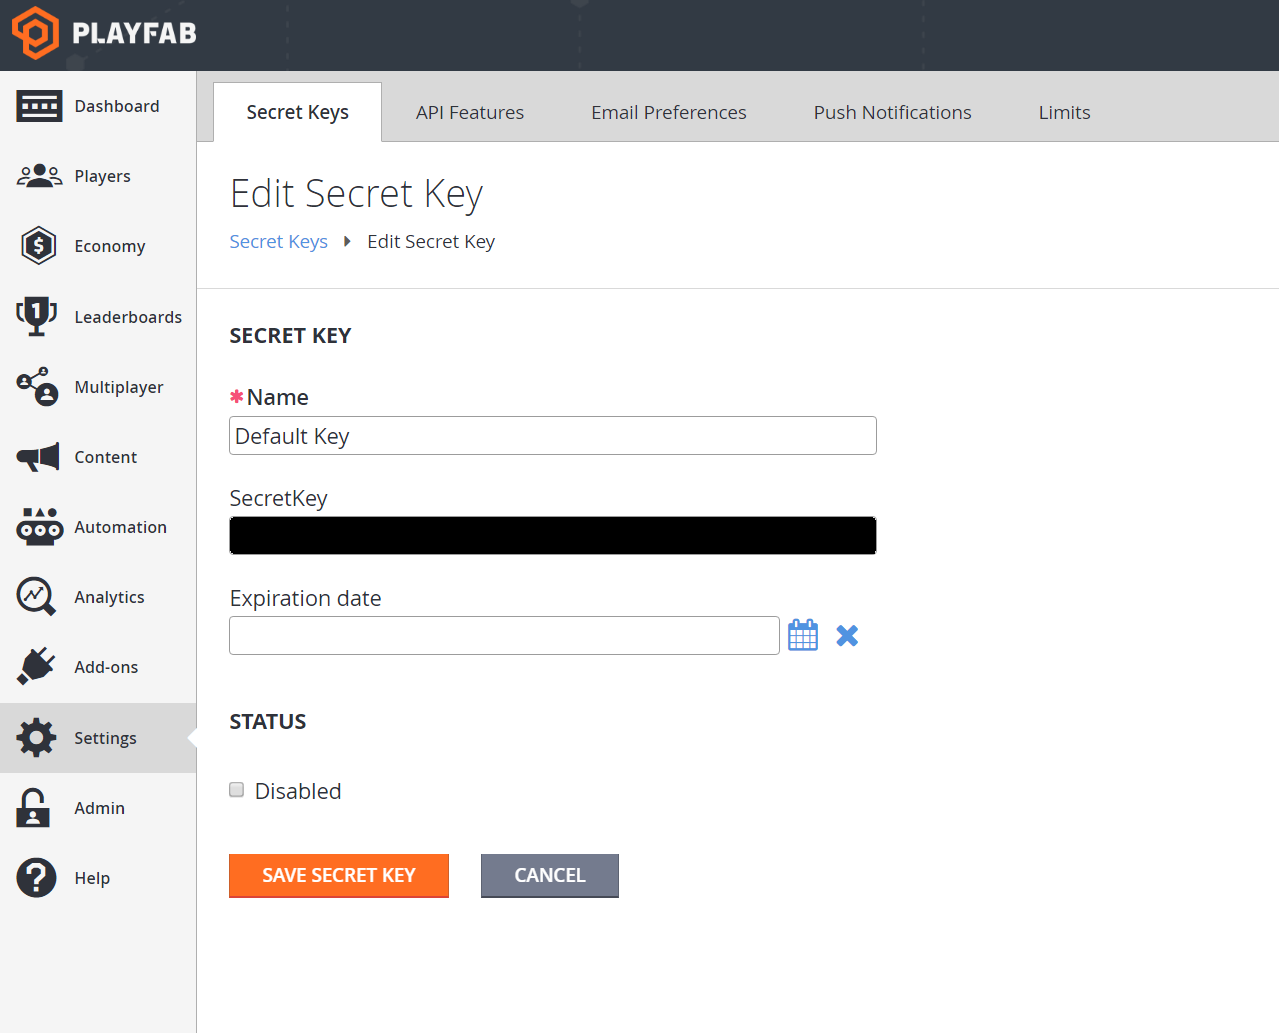 PLAYFAB
Dashboard
Players
Economy
Leaderboards
Multiplayer
Content
Automation
Analytics
Add-ons
Settings
Admin
Help
Secret Keys API Features Email Preferences Push Notifications Limits
Edit Secret Key
Secret Keys Edit Secret Key
SECRET KEY
*Name
Default Key
SecretKey
Expiration date
STATUS
Disabled
SAVE SECRET KEY CANCEL